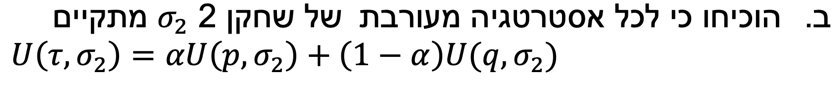 ב. הוכיחו כי לכל אסטרטגיה מעורבת של שחקן 2 σ₂ מתקיים
U(τ, σ₂) = αU(p, σ₂) + (1 − α)U(q, σ₂)